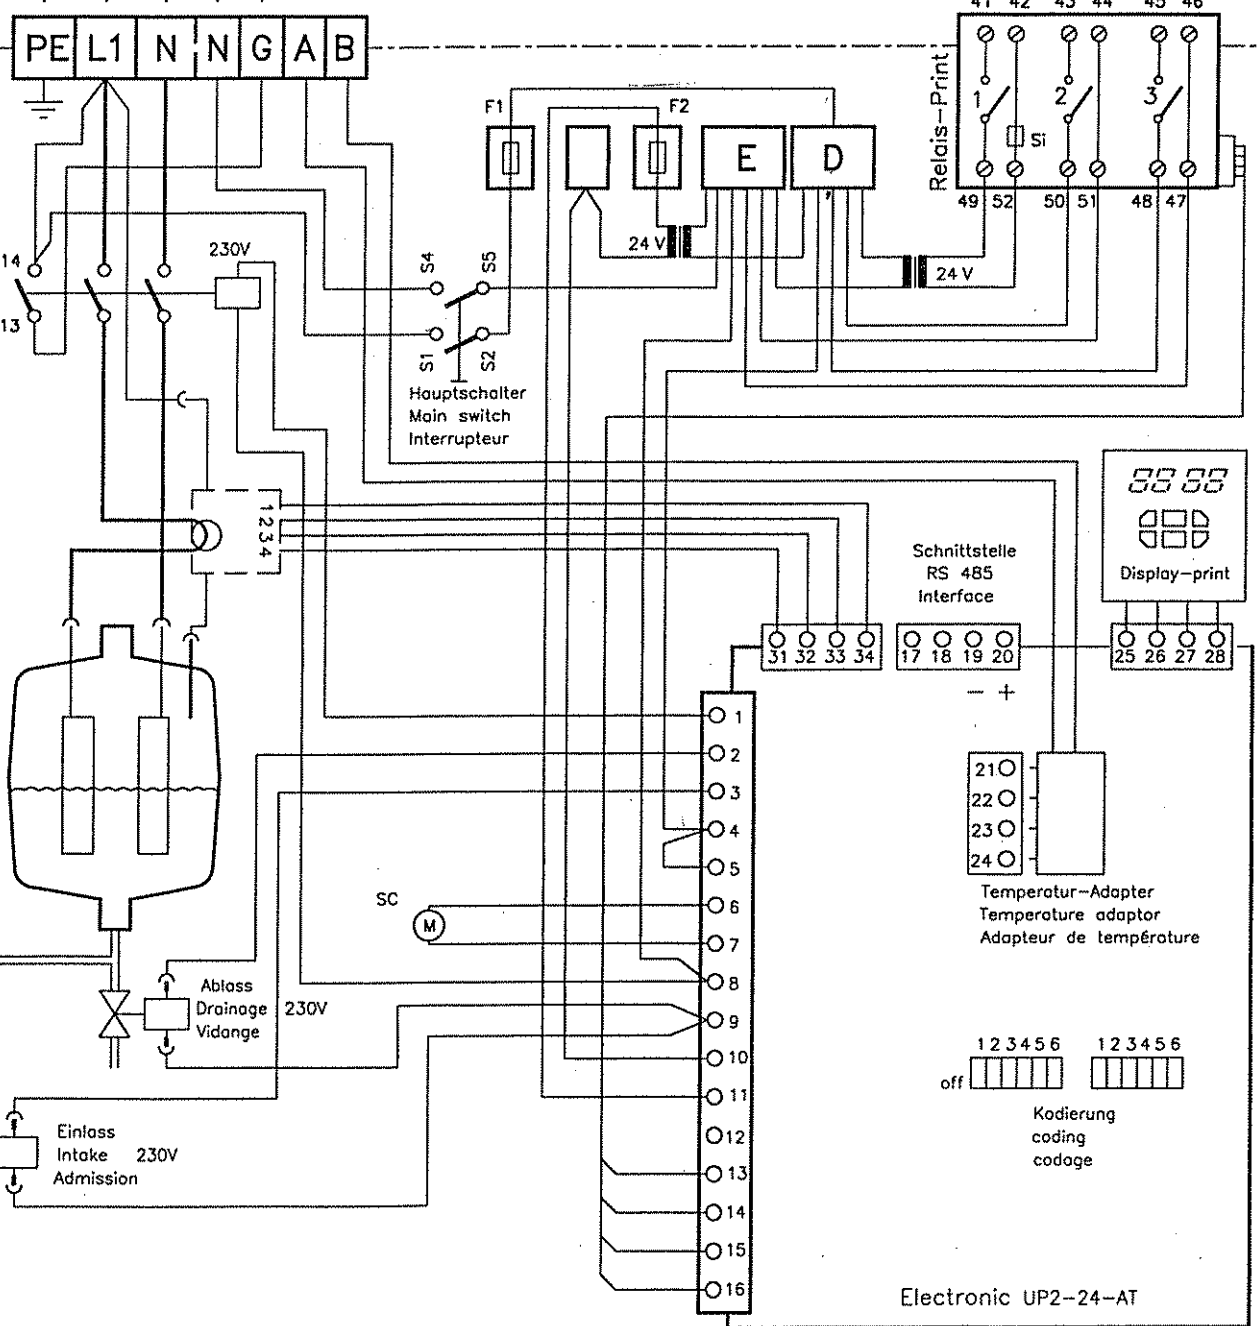 41 42 43 44 45 46
PE L1 N N G A B
F1 F2
E D
Relais-Print
1 2 3
Si
49 52 50 51 48 47
14
13
230V
S4 S5
S1 S2
24 V
24 V
Hauptschalter
Main switch
Interrupteur
1234
Schnittstelle
RS 485
Interface
88 88
Display-print
31 32 33 34
17 18 19 20
25 26 27 28
- +
1
2
3
4
5
6
7
8
9
10
11
12
13
14
15
16
21
22
23
24
Temperatur-Adapter
Temperature adaptor
Adapteur de température
SC
M
Ablass
Drainage 230V
Vidange
Einlass
Intake 230V
Admission
1 2 3 4 5 6 1 2 3 4 5 6
off
Kodierung
coding
codage
Electronic UP2-24-AT